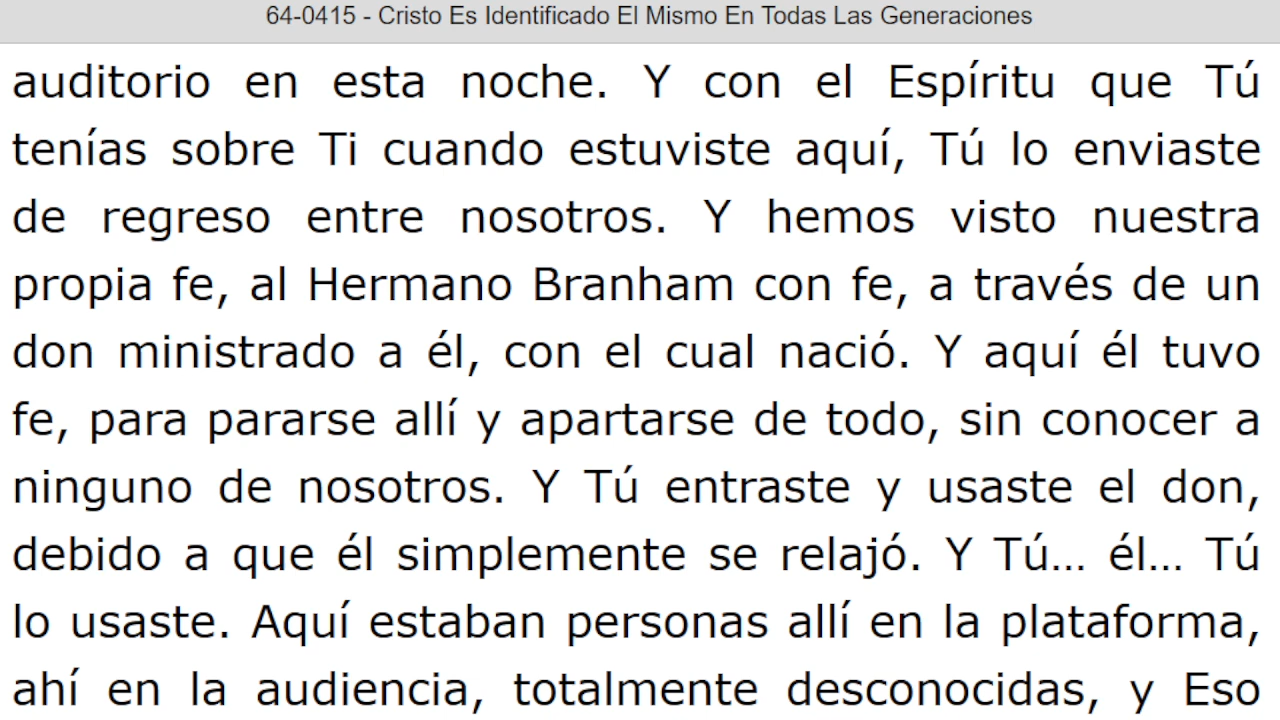 64-0415 - Cristo Es Identificado El Mismo En Todas Las Generaciones
auditorio en esta noche. Y con el Espíritu que Tú
tenías sobre Ti cuando estuviste aquí, Tú lo enviaste
de regreso entre nosotros. Y hemos visto nuestra
propia fe, al Hermano Branham con fe, a través de un
don ministrado a él, con el cual nació. Y aquí él tuvo
fe, para pararse allí y apartarse de todo, sin conocer a
ninguno de nosotros. Y Tú entraste y usaste el don,
debido a que él simplemente se relajó. Y Tú... él... Tú
lo usaste. Aquí estaban personas allí en la plataforma,
ahí en la audiencia, totalmente desconocidas, y Eso